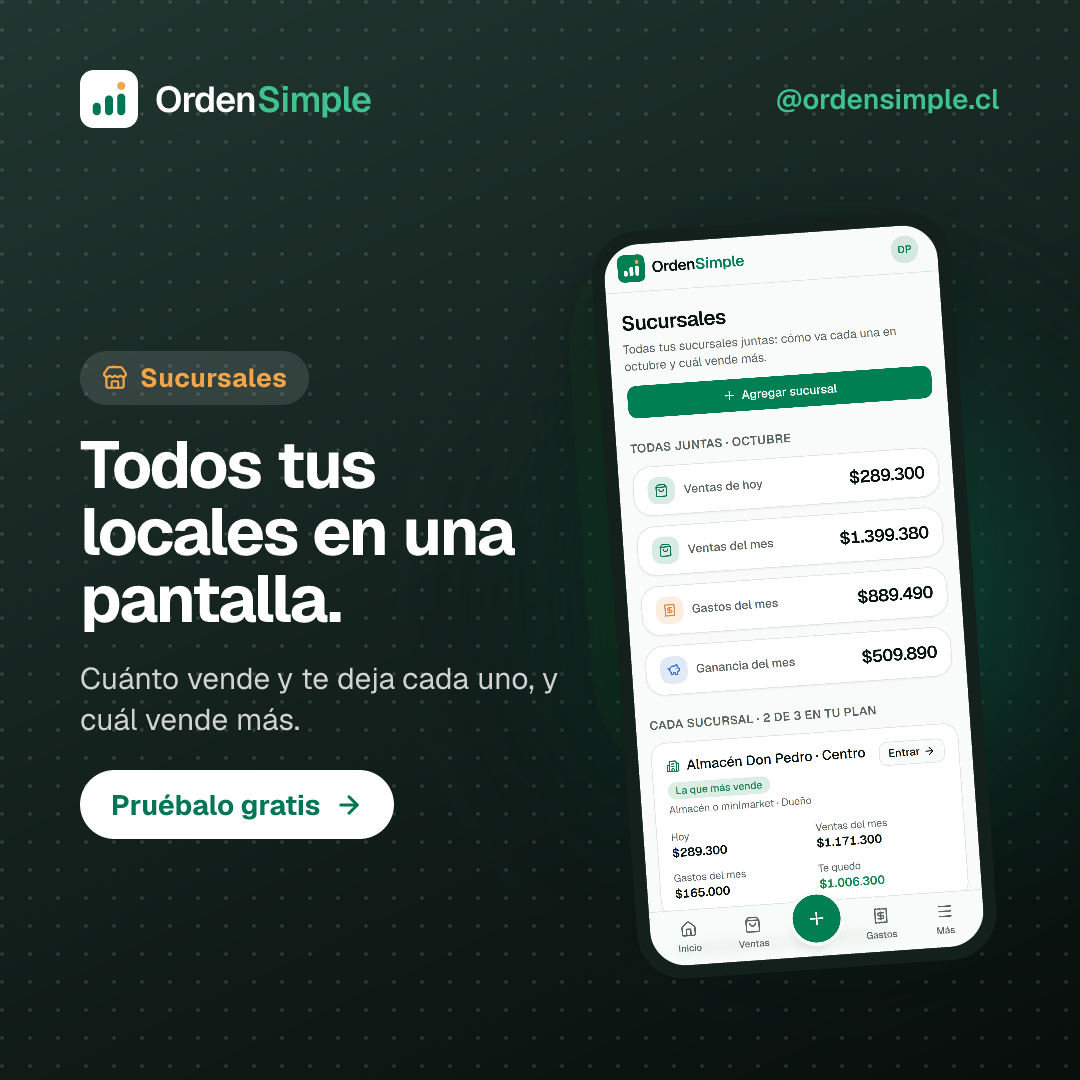 OrdenSimple
@ordensimple.cl
Sucursales
Todos tus
locales en una
pantalla.
Cuánto vende y te deja cada uno, y
cuál vende más.
Pruébalo gratis →
OrdenSimple
DP
Sucursales
Todas tus sucursales juntas: cómo va cada una en
octubre y cuál vende más.
+ Agregar sucursal
TODAS JUNTAS · OCTUBRE
Ventas de hoy $289.300
Ventas del mes $1.399.380
Gastos del mes $889.490
Ganancia del mes $509.890
CADA SUCURSAL · 2 DE 3 EN TU PLAN
Almacén Don Pedro · Centro Entrar →
La que más vende
Almacén o minimarket · Dueño
Hoy Ventas del mes
$289.300 $1.171.300
Gastos del mes Te quedó
$165.000 $1.006.300
+
Inicio Ventas Gastos Más